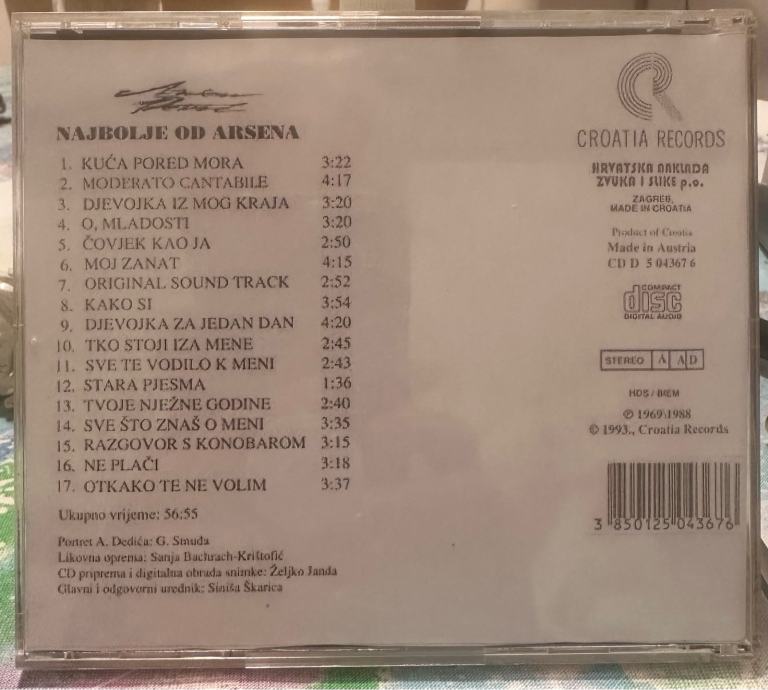 NAJBOLJE OD ARSENA
1. KUĆA PORED MORA 3:22
2. MODERATO CANTABILE 4:17
3. DJEVOJKA IZ MOG KRAJA 3:20
4. O, MLADOSTI 3:20
5. ČOVJEK KAO JA 2:50
6. MOJ ZANAT 4:15
7. ORIGINAL SOUND TRACK 2:52
8. KAKO SI 3:54
9. DJEVOJKA ZA JEDAN DAN 4:20
10. TKO STOJI IZA MENE 2:45
11. SVE TE VODILO K MENI 2:43
12. STARA PJESMA 1:36
13. TVOJE NJEŽNE GODINE 2:40
14. SVE ŠTO ZNAŠ O MENI 3:35
15. RAZGOVOR S KONOBAROM 3:15
16. NE PLAČI 3:18
17. OTKAKO TE NE VOLIM 3:37
Ukupno vrijeme: 56:55
Portret A. Dedića: G. Smuđa
Likovna oprema: Sanja Bachrach-Krištofić
CD priprema i digitalna obrada snimke: Željko Janda
Glavni i odgovorni urednik: Siniša Škarica
CR
CROATIA RECORDS
HRVATSKA NAKLADA
ZVUKA I SLIKE p.o.
ZAGREB,
MADE IN CROATIA
Product of Croatia
Made in Austria
CD D 5 04367 6
COMPACT
disc
DIGITAL AUDIO
STEREO A A D
HDS / BIEM
℗ 1969\1988
© 1993., Croatia Records
3 850125 043676